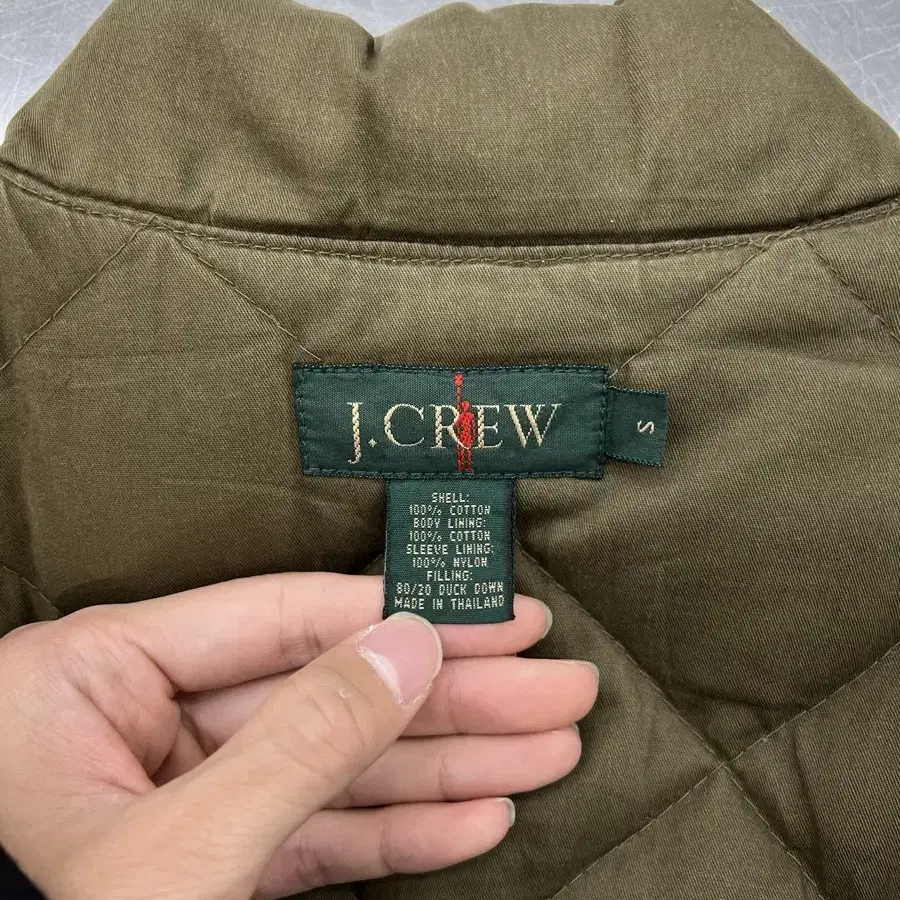 J.CREW
S
SHELL:
100% COTTON
BODY LINING:
100% COTTON
SLEEVE LINING:
100% NYLON
FILLING:
80/20 DUCK DOWN
MADE IN THAILAND